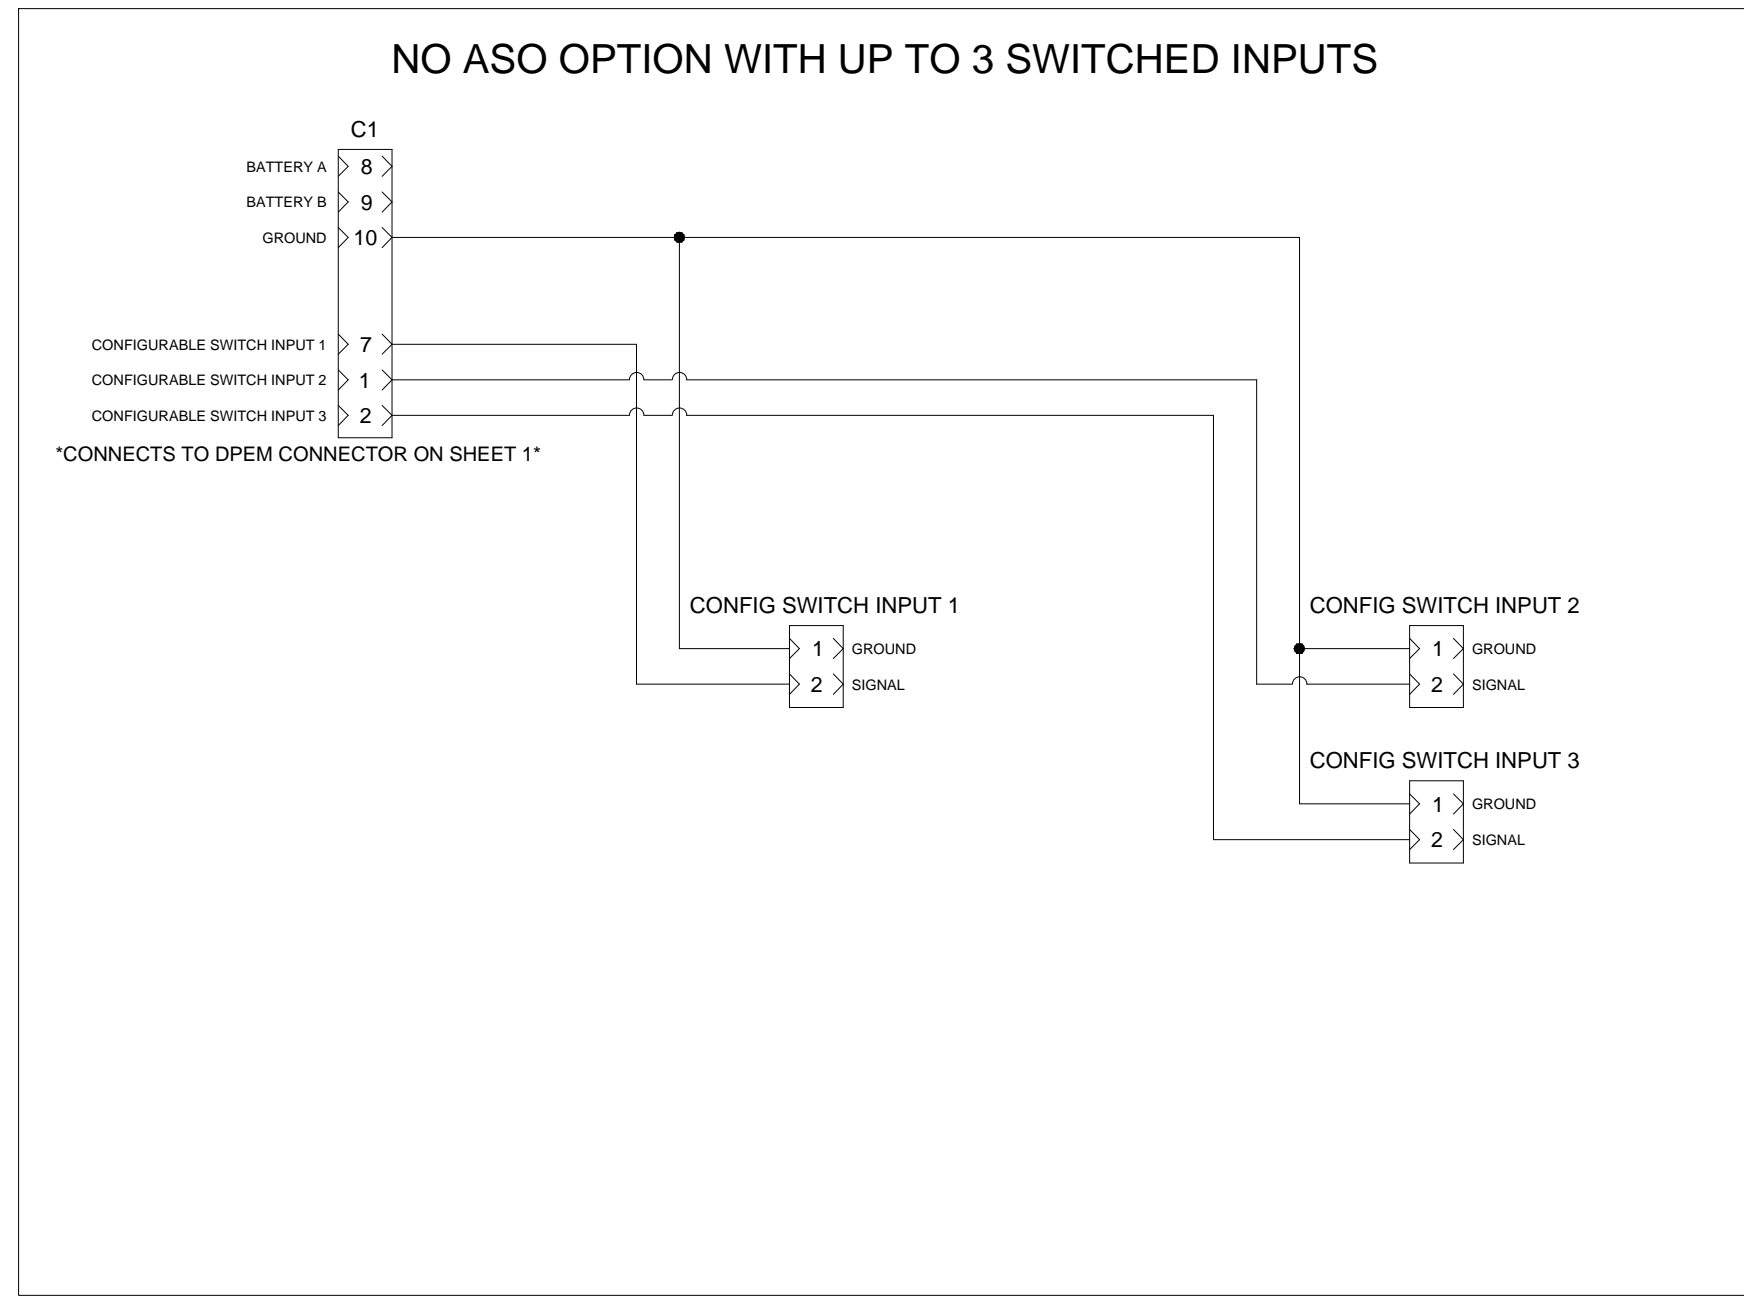 NO ASO OPTION WITH UP TO 3 SWITCHED INPUTS
C1
BATTERY A 8
BATTERY B 9
GROUND 10
CONFIGURABLE SWITCH INPUT 1 7
CONFIGURABLE SWITCH INPUT 2 1
CONFIGURABLE SWITCH INPUT 3 2
*CONNECTS TO DPEM CONNECTOR ON SHEET 1*
CONFIG SWITCH INPUT 1
1 GROUND
2 SIGNAL
CONFIG SWITCH INPUT 2
1 GROUND
2 SIGNAL
CONFIG SWITCH INPUT 3
1 GROUND
2 SIGNAL